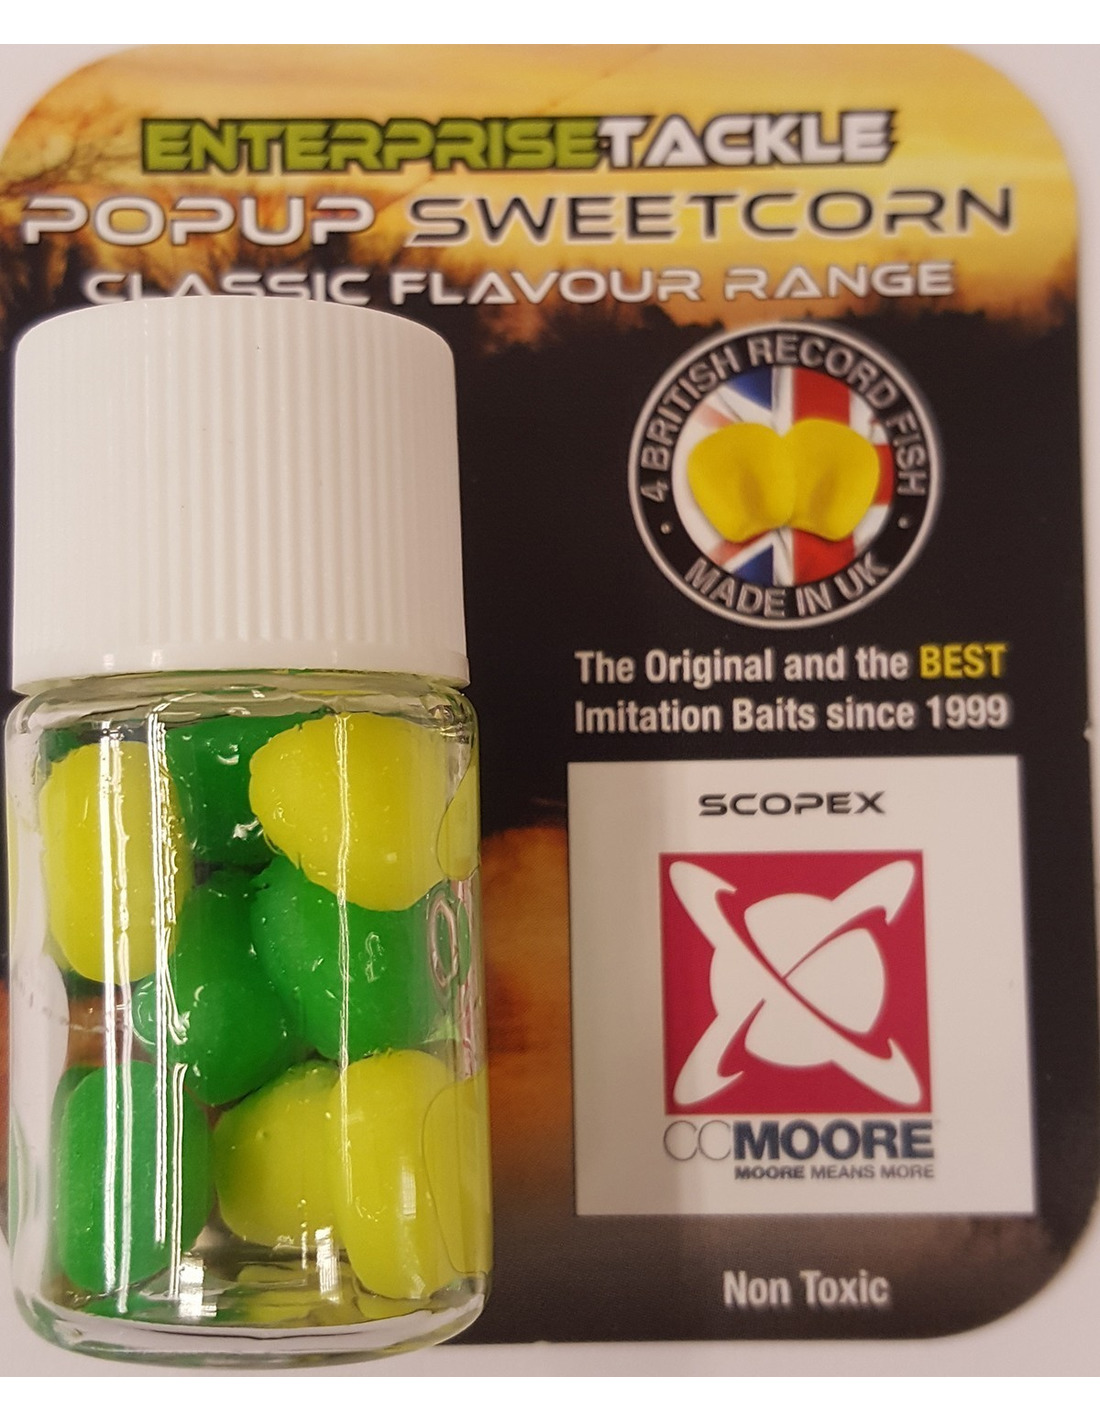 ENTERPRISETACKLE
POPUP SWEETCORN
CLASSIC FLAVOUR RANGE
4 BRITISH RECORD FISH
MADE IN UK
The Original and the BEST
Imitation Baits since 1999
SCOPEX
CCMOORE
MOORE MEANS MORE
Non Toxic